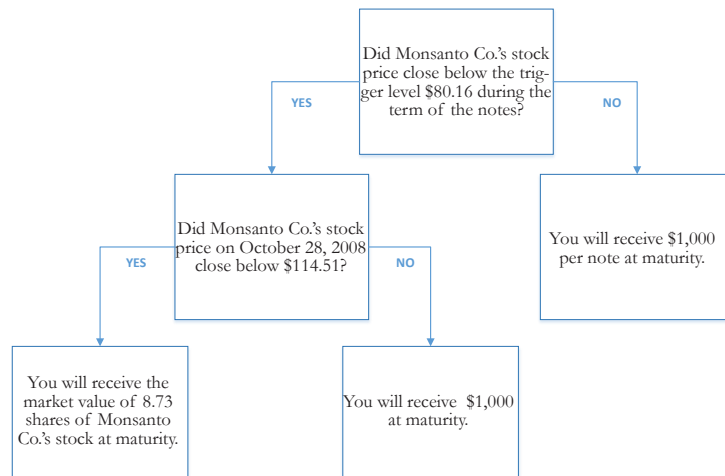 Did Monsanto Co.'s stock
price close below the trig-
ger level $80.16 during the
term of the notes?
YES
NO
Did Monsanto Co.'s stock
price on October 28, 2008
close below $114.51?
You will receive $1,000
per note at maturity.
YES
NO
You will receive the
market value of 8.73
shares of Monsanto
Co.'s stock at maturity.
You will receive $1,000
at maturity.